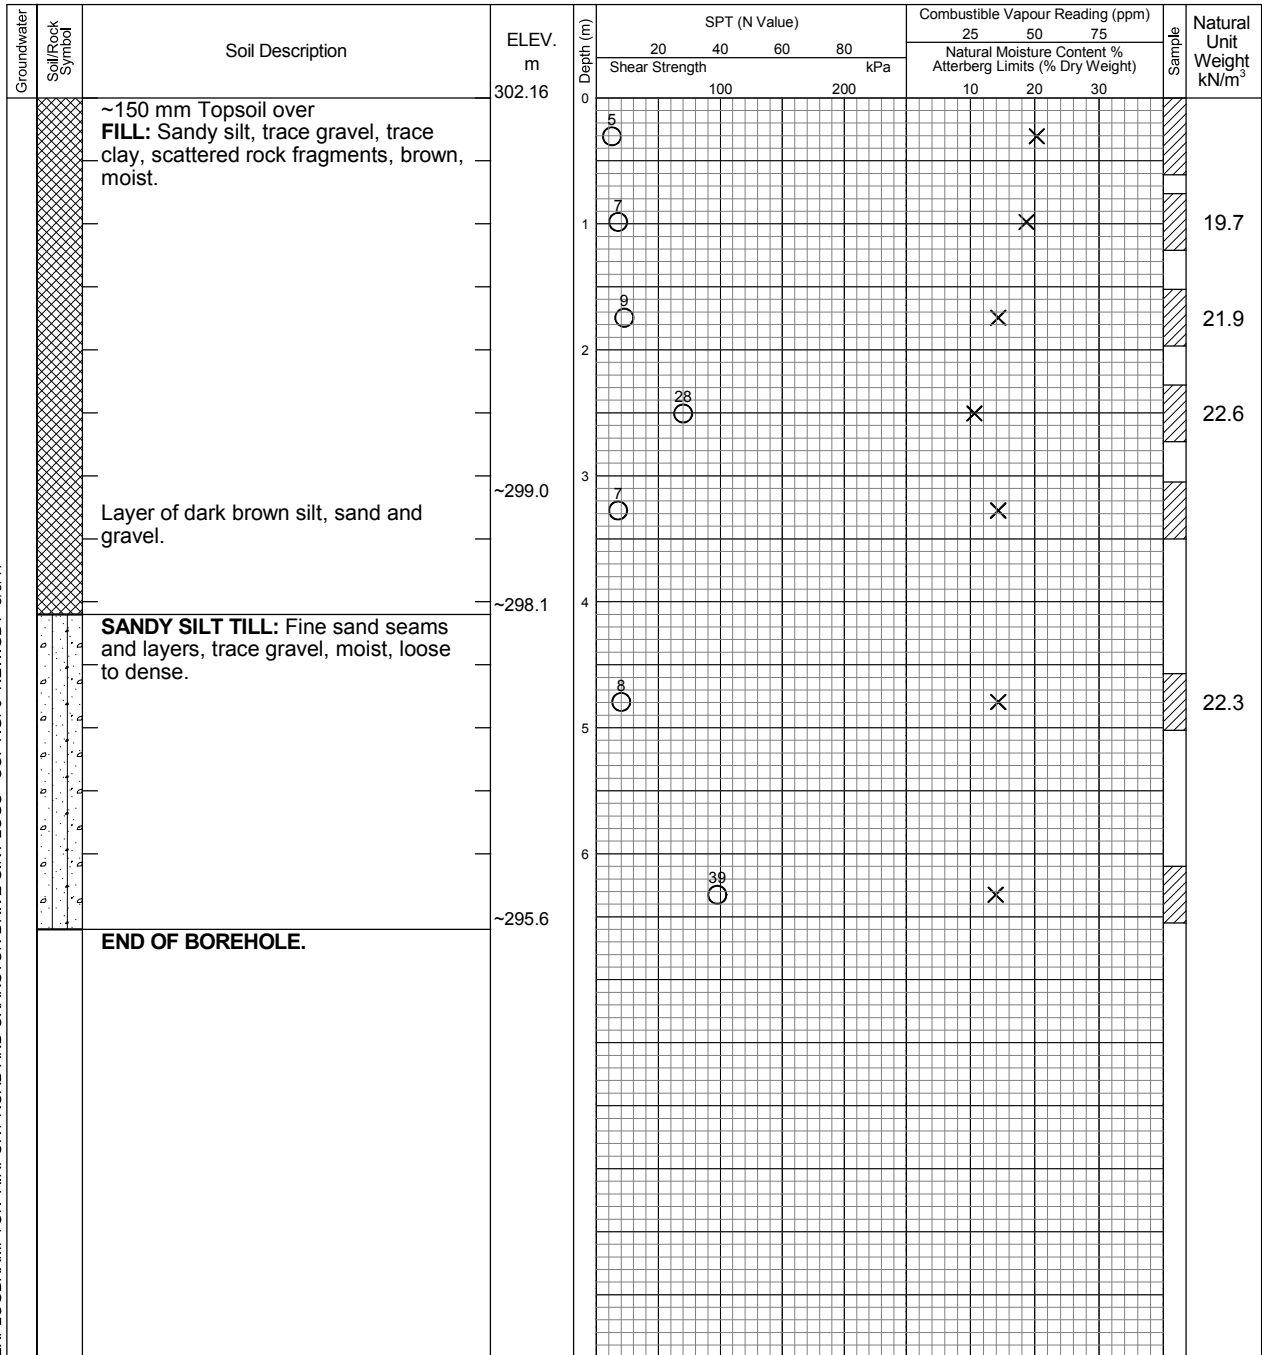 Groundwater
Soil/Rock
Symbol
Soil Description
ELEV.
m
302.16
Depth (m)
SPT (N Value)
20 40 60 80
Shear Strength kPa
100 200
Combustible Vapour Reading (ppm)
25 50 75
Natural Moisture Content %
Atterberg Limits (% Dry Weight)
10 20 30
Sample
Natural
Unit
Weight
kN/m³
0
~150 mm Topsoil over
FILL: Sandy silt, trace gravel, trace
clay, scattered rock fragments, brown,
moist.
5
7
1
19.7
9
21.9
2
28
22.6
3
~299.0
7
Layer of dark brown silt, sand and
gravel.
~298.1
4
SANDY SILT TILL: Fine sand seams
and layers, trace gravel, moist, loose
to dense.
8
22.3
5
6
39
~295.6
END OF BOREHOLE.